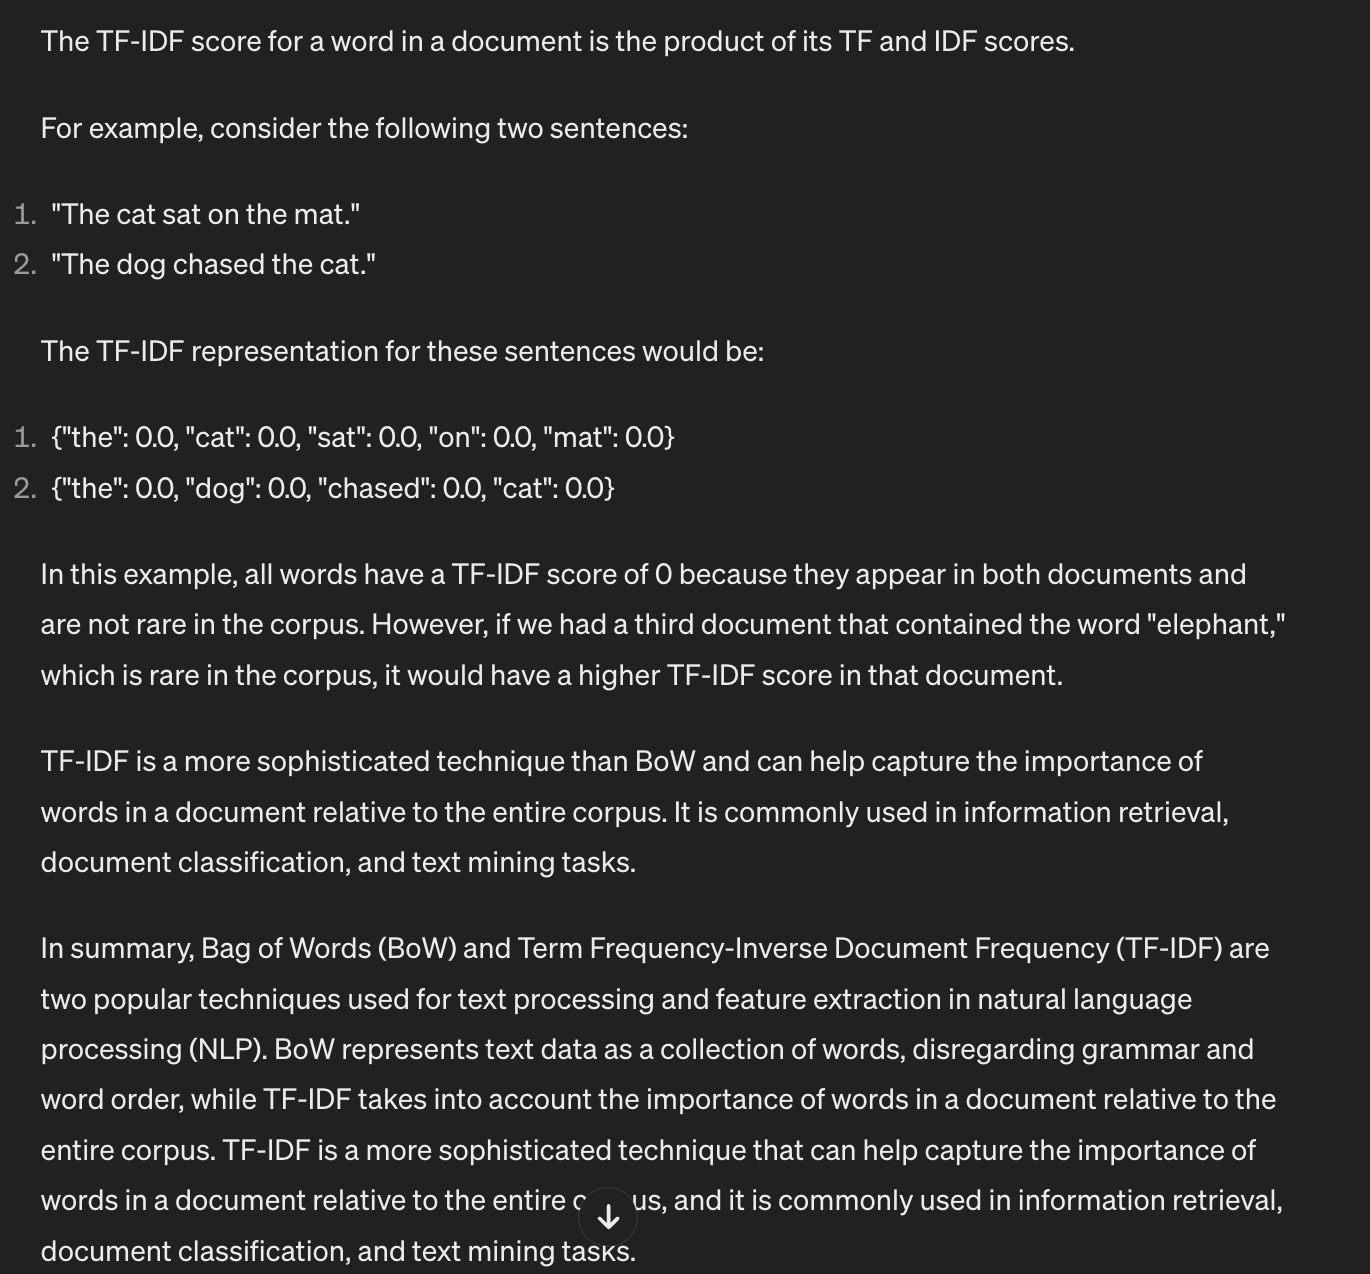 The TF-IDF score for a word in a document is the product of its TF and IDF scores.
For example, consider the following two sentences:
1. "The cat sat on the mat."
2. "The dog chased the cat."
The TF-IDF representation for these sentences would be:
1. {"the": 0.0, "cat": 0.0, "sat": 0.0, "on": 0.0, "mat": 0.0}
2. {"the": 0.0, "dog": 0.0, "chased": 0.0, "cat": 0.0}
In this example, all words have a TF-IDF score of 0 because they appear in both documents and
are not rare in the corpus. However, if we had a third document that contained the word "elephant,"
which is rare in the corpus, it would have a higher TF-IDF score in that document.
TF-IDF is a more sophisticated technique than BoW and can help capture the importance of
words in a document relative to the entire corpus. It is commonly used in information retrieval,
document classification, and text mining tasks.
In summary, Bag of Words (BoW) and Term Frequency-Inverse Document Frequency (TF-IDF) are
two popular techniques used for text processing and feature extraction in natural language
processing (NLP). BoW represents text data as a collection of words, disregarding grammar and
word order, while TF-IDF takes into account the importance of words in a document relative to the
entire corpus. TF-IDF is a more sophisticated technique that can help capture the importance of
words in a document relative to the entire us, and it is commonly used in information retrieval,
document classification, and text mining tasks.